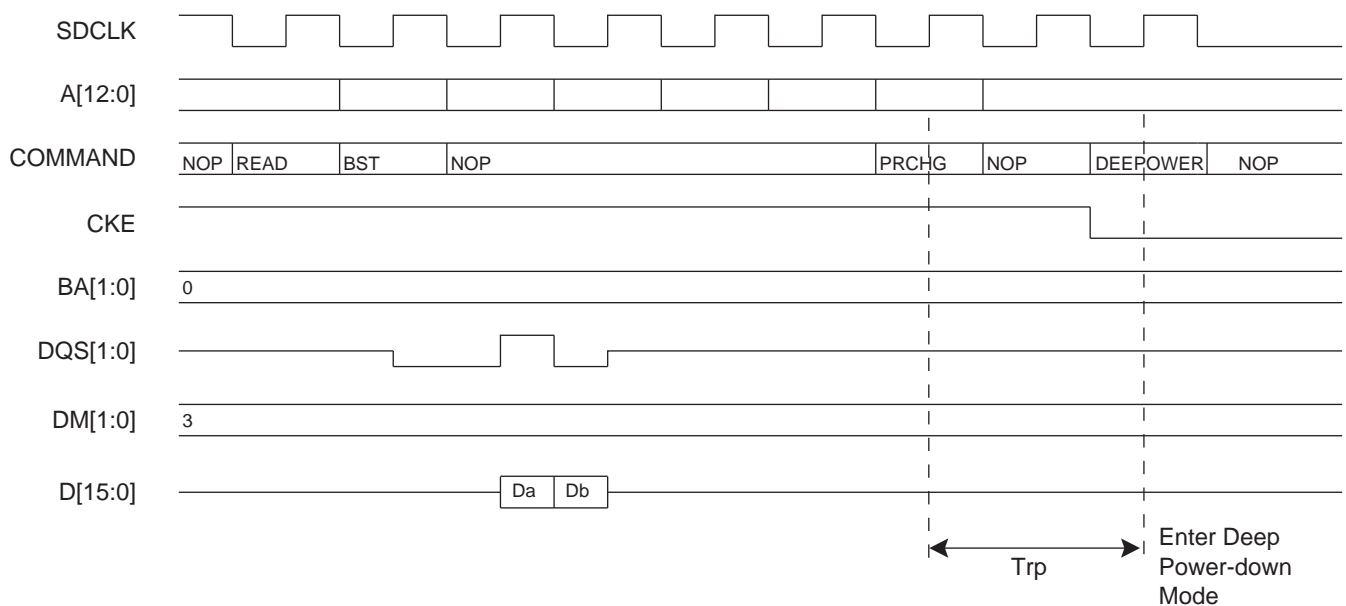 SDCLK
A[12:0]
COMMAND NOP READ BST NOP PRCHG NOP DEEPOWER NOP
CKE
BA[1:0] 0
DQS[1:0]
DM[1:0] 3
D[15:0] Da Db
Trp
Enter Deep
Power-down
Mode